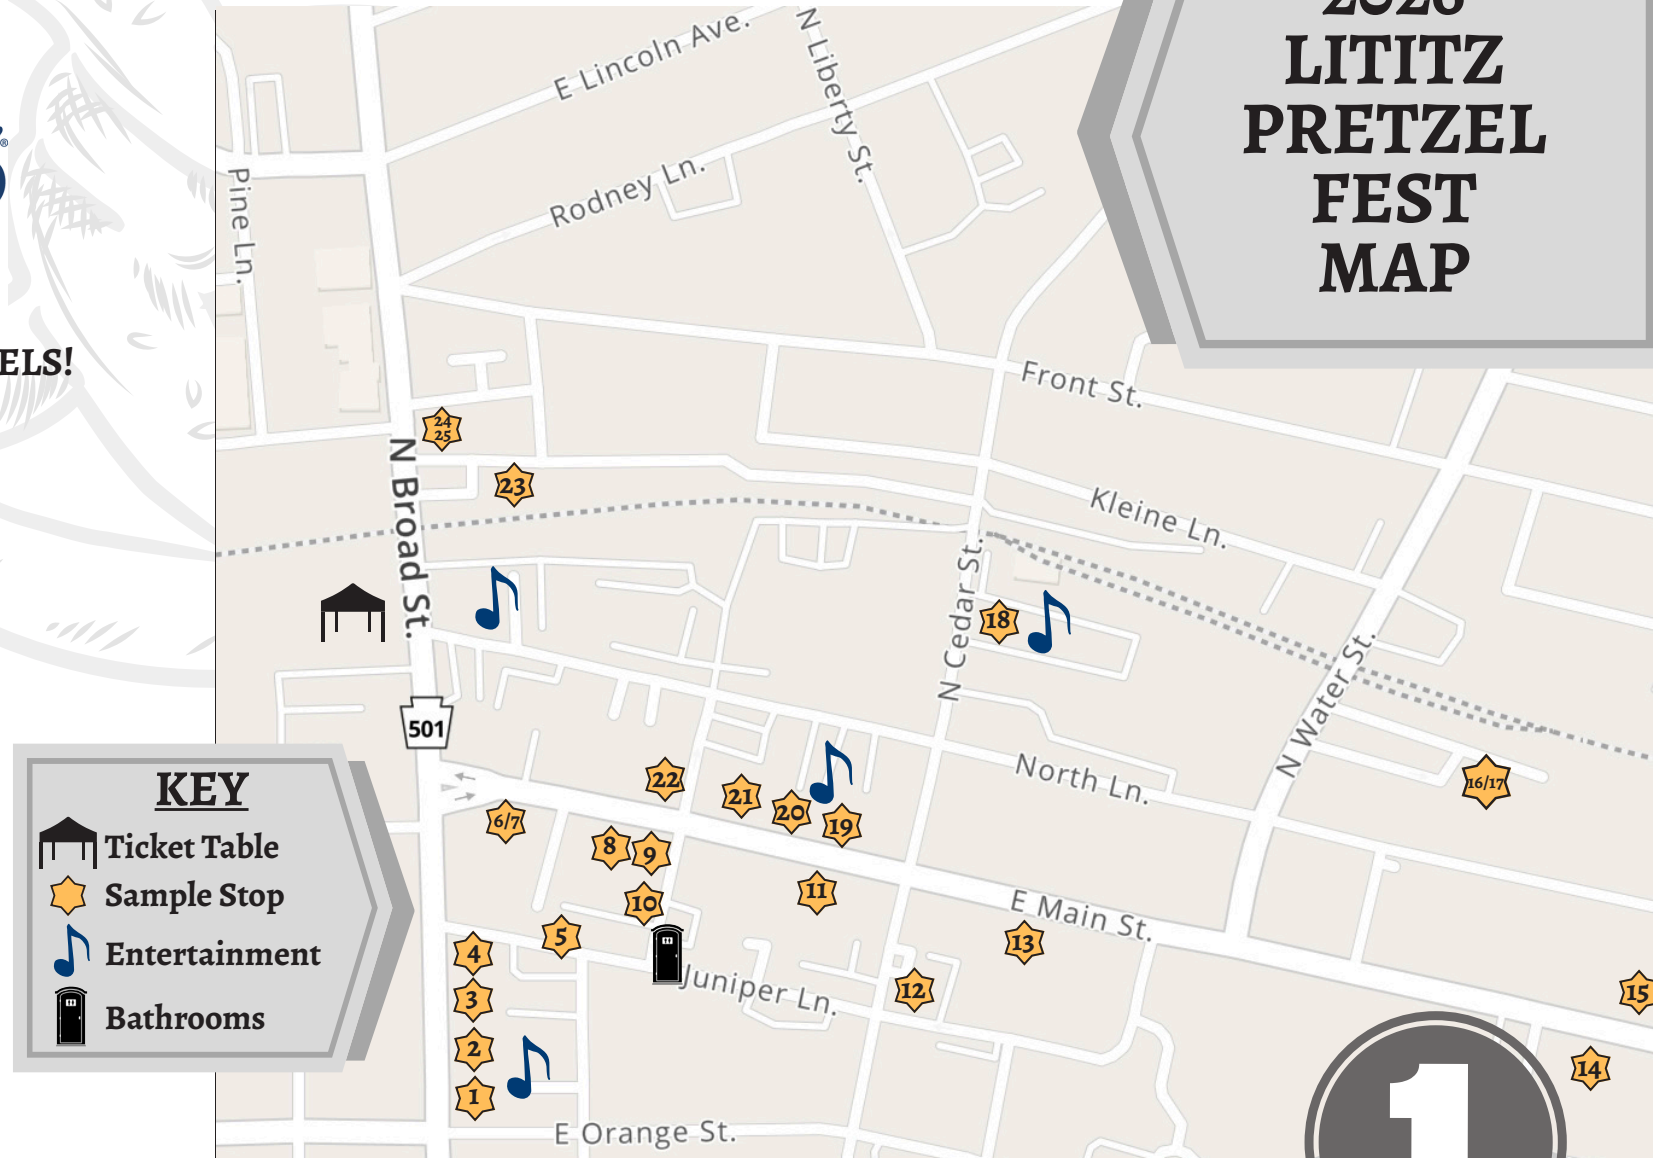 2026
LITITZ
PRETZEL
FEST
MAP
E Lincoln Ave.
N Liberty St.
Rodney Ln.
Pine Ln.
®
ELS!
Front St.
24
25
23
N Broad St.
Kleine Ln.
N Cedar St.
18
N Water St.
501
North Ln.
16/17
22
21
20
19
6/7
8
9
10
11
E Main St.
13
5
4
3
2
1
Juniper Ln.
12
15
14
E Orange St.
KEY
Ticket Table
Sample Stop
Entertainment
Bathrooms
1